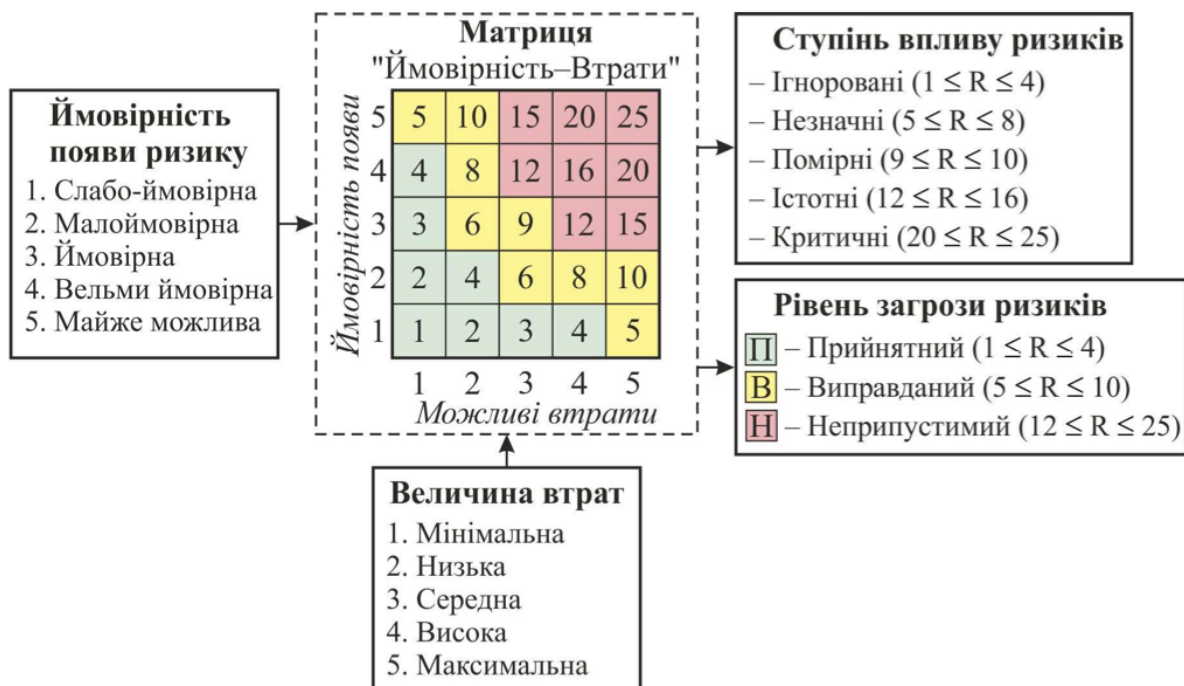 Ймовірність
появи ризику
1. Слабо-ймовірна
2. Малоймовірна
3. Ймовірна
4. Вельми ймовірна
5. Майже можлива
Матриця
"Ймовірність–Втрати"
Ймовірність появи
5 5 10 15 20 25
4 4 8 12 16 20
3 3 6 9 12 15
2 2 4 6 8 10
1 1 2 3 4 5
1 2 3 4 5
Можливі втрати
Величина втрат
1. Мінімальна
2. Низька
3. Середна
4. Висока
5. Максимальна
Ступінь впливу ризиків
– Ігноровані (1 ≤ R ≤ 4)
– Незначні (5 ≤ R ≤ 8)
– Помірні (9 ≤ R ≤ 10)
– Істотні (12 ≤ R ≤ 16)
– Критичні (20 ≤ R ≤ 25)
Рівень загрози ризиків
П – Прийнятний (1 ≤ R ≤ 4)
В – Виправданий (5 ≤ R ≤ 10)
Н – Неприпустимий (12 ≤ R ≤ 25)